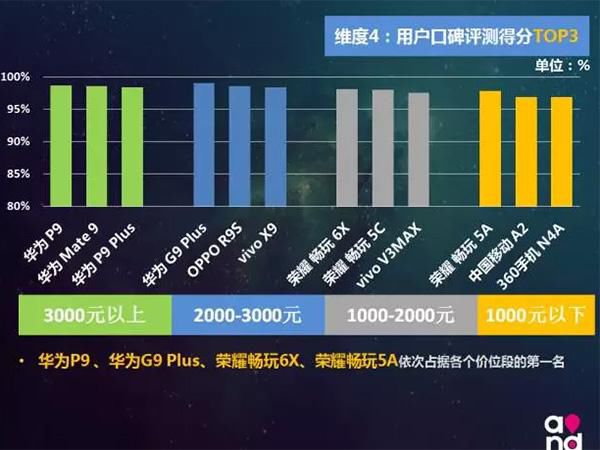 维度4：用户口碑评测得分TOP3
单位：%
100%
95%
90%
85%
80%
华为 P9
华为 Mate 9
华为 P9 Plus
华为 G9 Plus
OPPO R9S
vivo X9
荣耀 畅玩 6X
荣耀 畅玩 5C
vivo V3MAX
荣耀 畅玩 5A
中国移动 A2
360手机 N4A
3000元以上
2000-3000元
1000-2000元
1000元以下
• 华为P9 、华为G9 Plus、荣耀畅玩6X、荣耀畅玩5A依次占据各个价位段的第一名
and